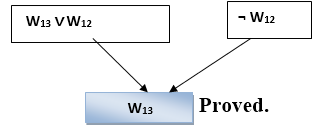 W₁₃ ∨ W₁₂
¬ W₁₂
W₁₃
Proved.